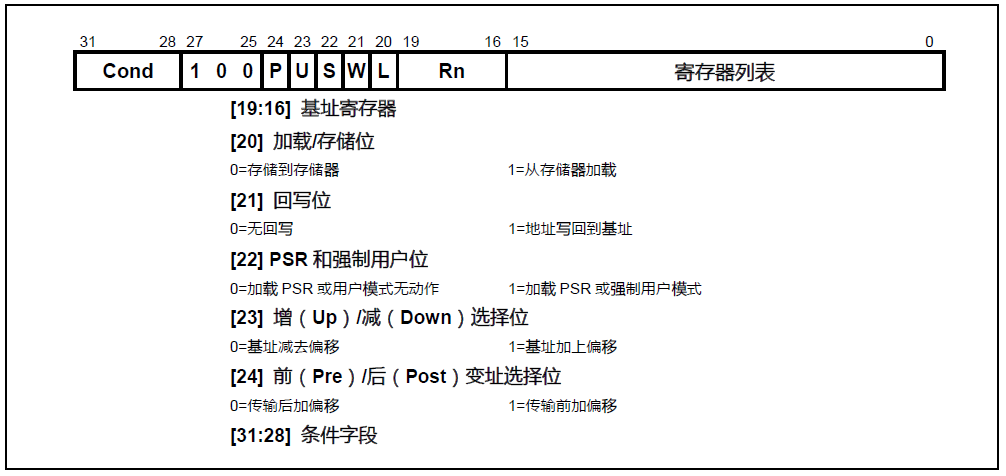 31 28 27 25 24 23 22 21 20 19 16 15 0
Cond 1 0 0 P U S W L Rn 寄存器列表
[19:16] 基址寄存器
[20] 加载/存储位
0=存储到存储器 1=从存储器加载
[21] 回写位
0=无回写 1=地址写回到基址
[22] PSR 和强制用户位
0=加载 PSR 或用户模式无动作 1=加载 PSR 或强制用户模式
[23] 增（Up）/减（Down）选择位
0=基址减去偏移 1=基址加上偏移
[24] 前（Pre）/后（Post）变址选择位
0=传输后加偏移 1=传输前加偏移
[31:28] 条件字段